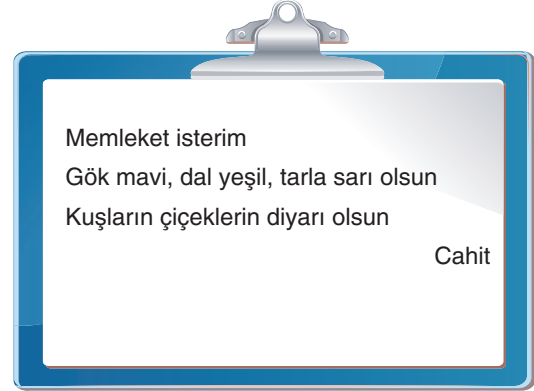 Memleket isterim
Gök mavi, dal yeşil, tarla sarı olsun
Kuşların çiçeklerin diyarı olsun
Cahit